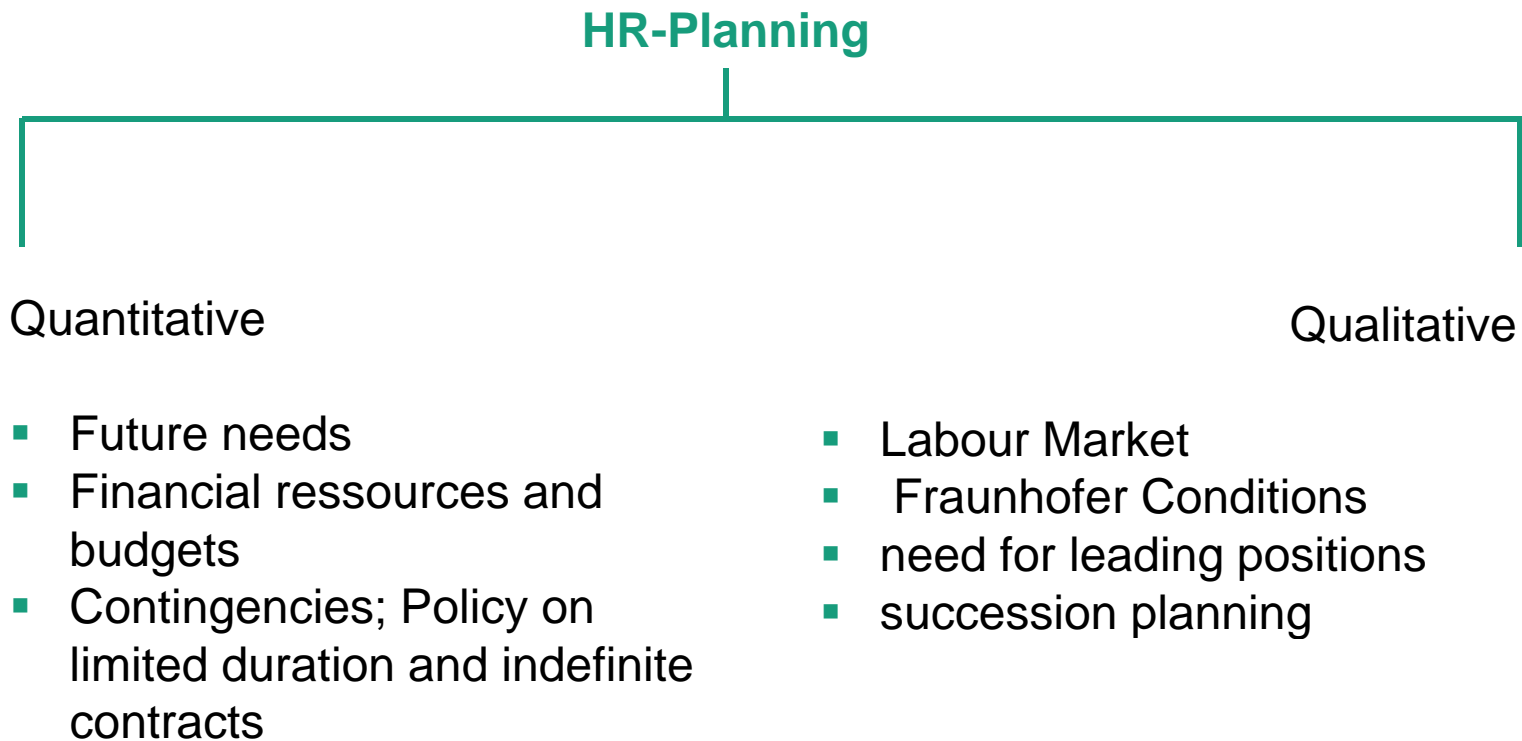 HR-Planning
Quantitative
▪ Future needs
▪ Financial ressources and
budgets
▪ Contingencies; Policy on
limited duration and indefinite
contracts
Qualitative
▪ Labour Market
▪ Fraunhofer Conditions
▪ need for leading positions
▪ succession planning